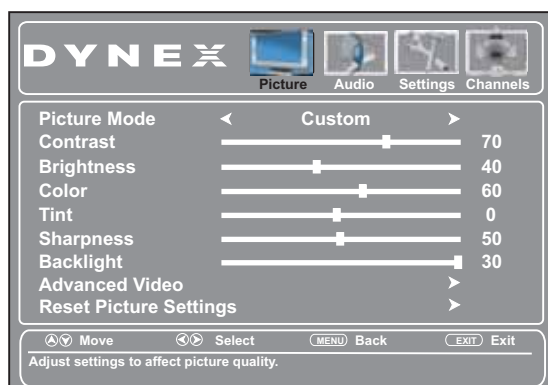 DYNEX
Picture Audio Settings Channels
Picture Mode Custom
Contrast 70
Brightness 40
Color 60
Tint 0
Sharpness 50
Backlight 30
Advanced Video
Reset Picture Settings
Move Select MENU Back EXIT Exit
Adjust settings to affect picture quality.